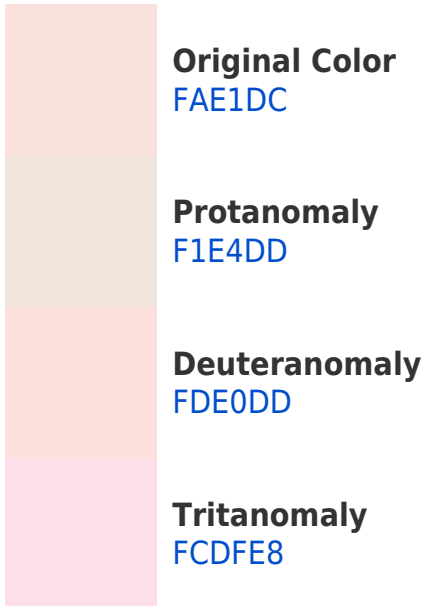 Original Color
FAE1DC
Protanomaly
F1E4DD
Deuteranomaly
FDE0DD
Tritanomaly
FCDFE8